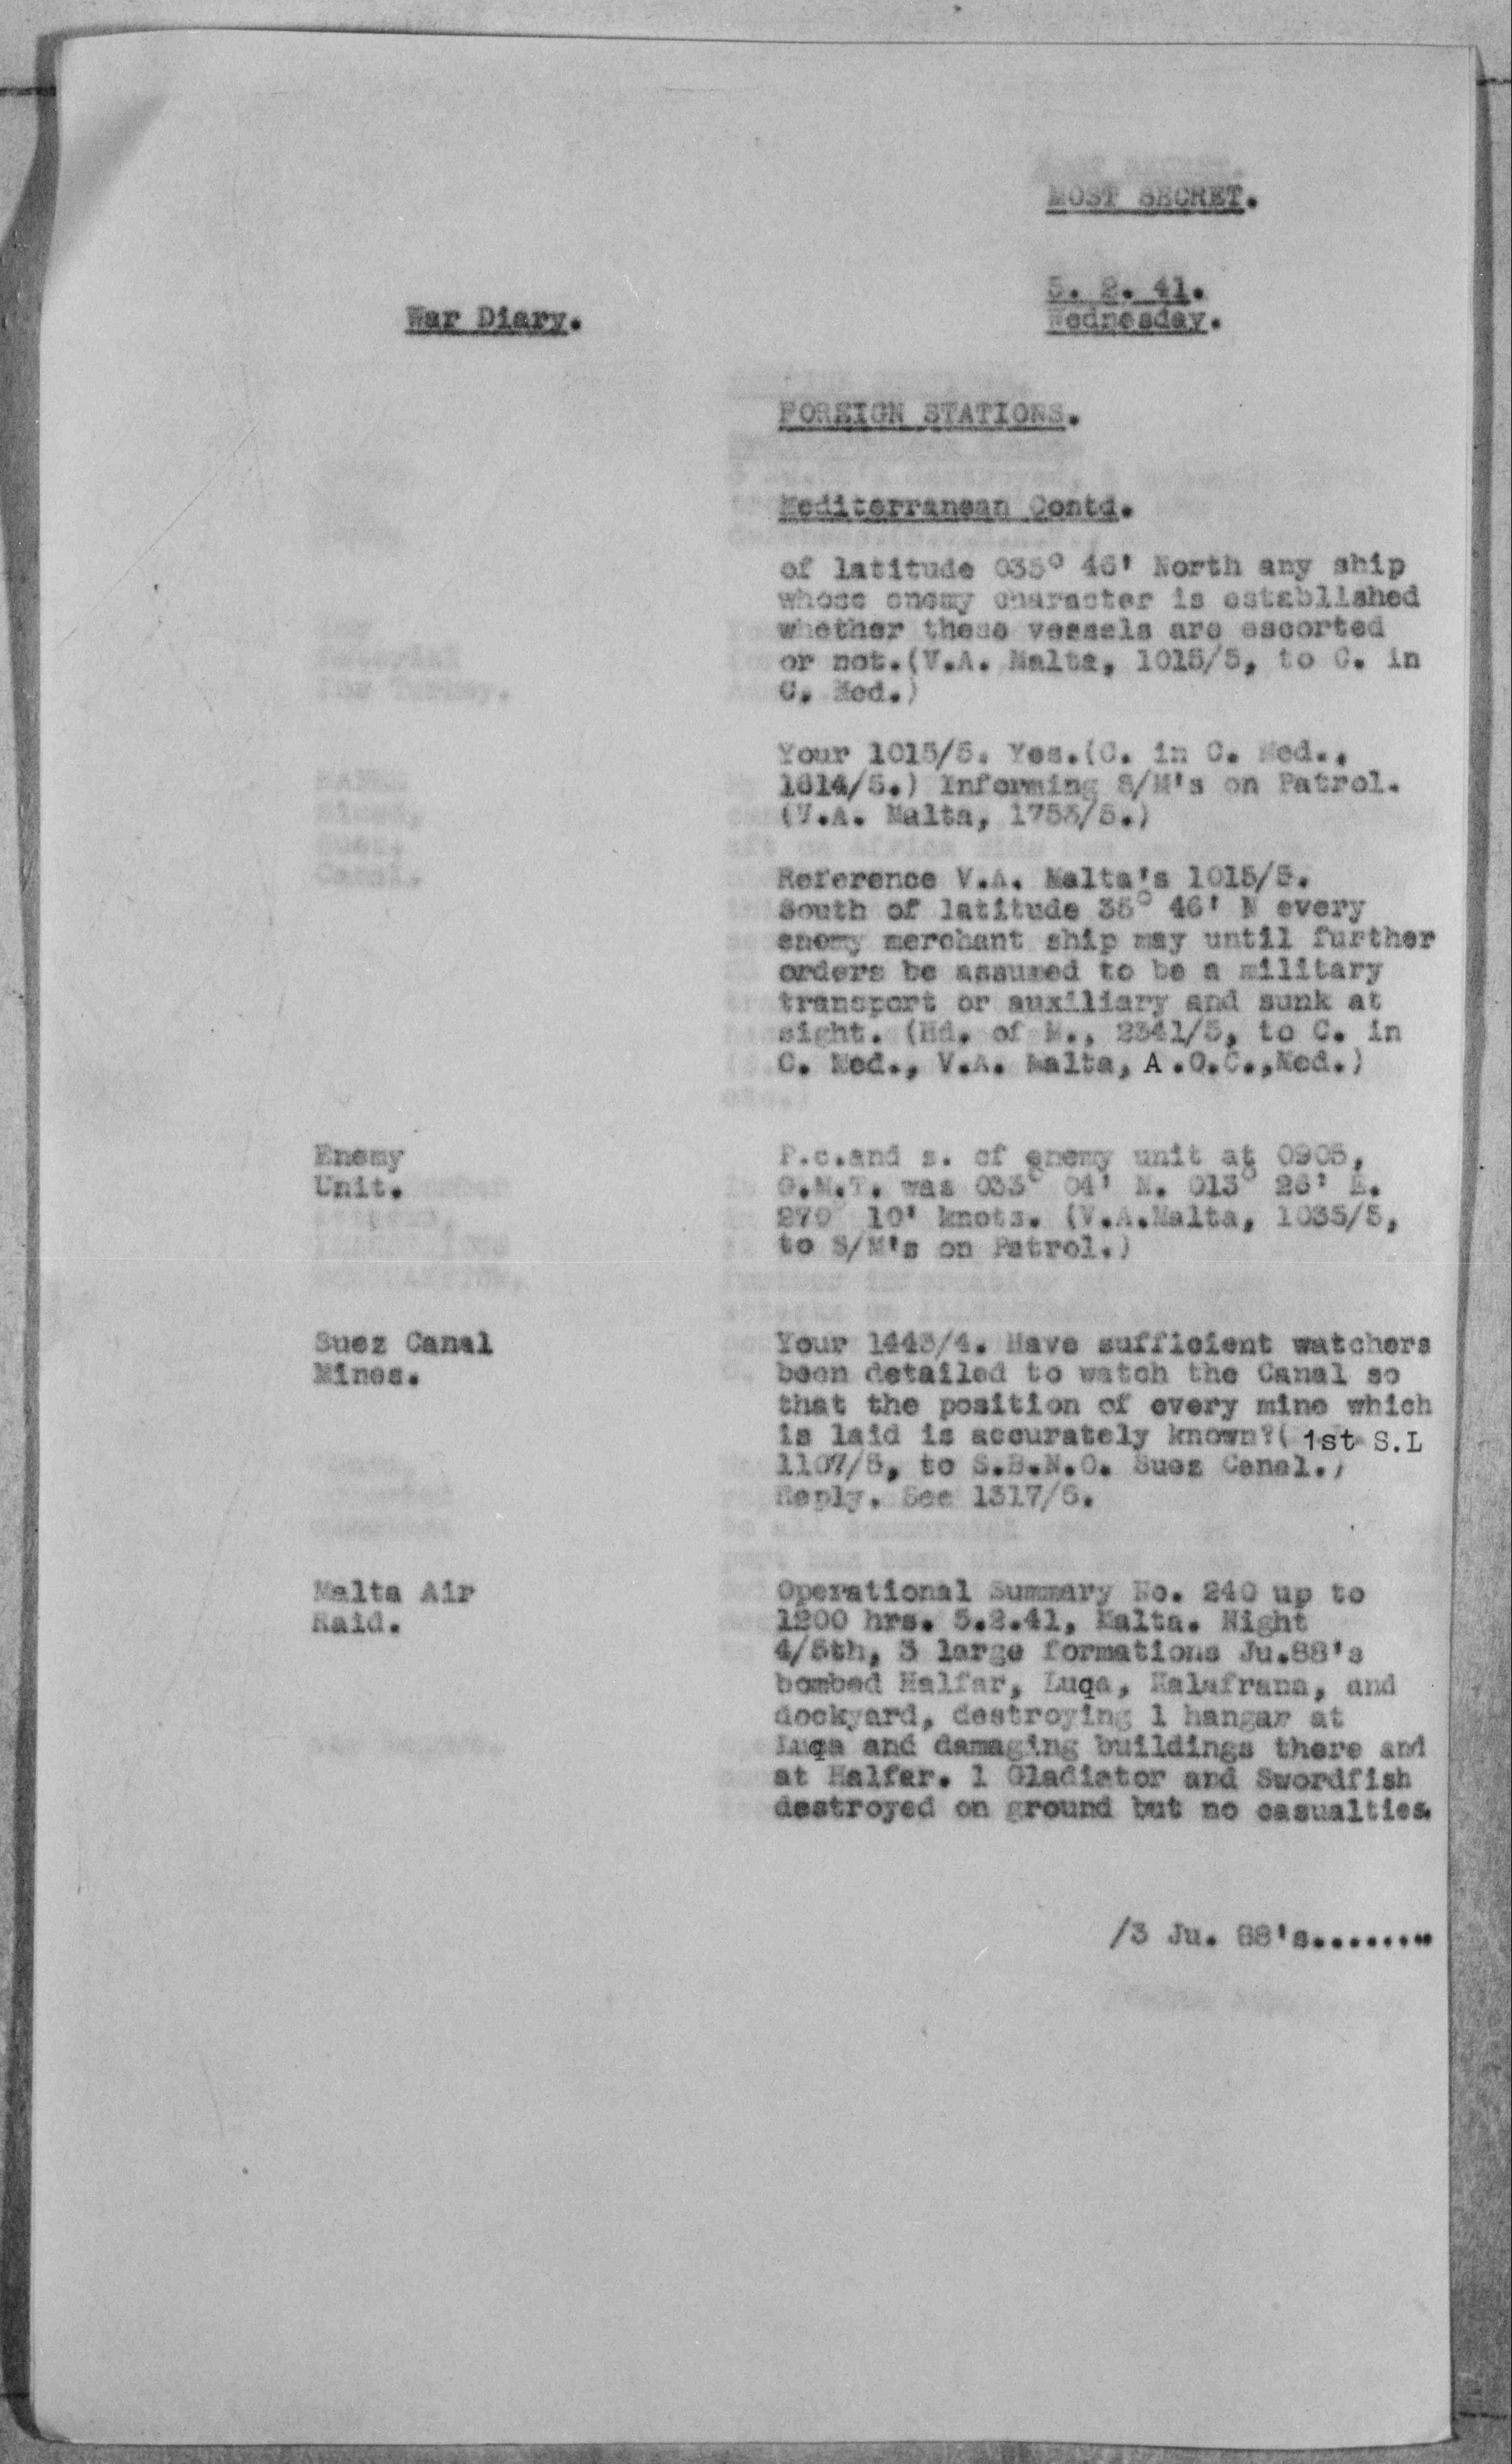 MOST SECRET.
War Diary.
5. 2. 41.
Wednesday.
FOREIGN STATIONS.
Mediterranean Contd.
of latitude 035° 46' North any ship
whose enemy character is established
whether these vessels are escorted
or not.(V.A. Malta, 1015/5, to C. in
C. Med.)
Your 1015/5. Yes.(C. in C. Med.,
1614/5.) Informing S/M's on Patrol.
(V.A. Malta, 1753/5.)
Reference V.A. Malta's 1015/5.
South of latitude 35° 46' N every
enemy merchant ship may until further
orders be assumed to be a military
transport or auxiliary and sunk at
sight. (Hd. of M., 2341/5, to C. in
C. Med., V.A. Malta, A.O.C.,Med.)
Enemy
Unit.
P.c.and s. of enemy unit at 0905,
G.M.T. was 033° 04' N. 013° 26' E.
270° 10' knots. (V.A.Malta, 1035/5,
to S/M's on Patrol.)
Suez Canal
Mines.
Your 1443/4. Have sufficient watchers
been detailed to watch the Canal so
that the position of every mine which
is laid is accurately known?( 1st S.L
1107/5, to S.B.N.O. Suez Canal.)
Reply. See 1317/5.
Malta Air
Raid.
Operational Summary No. 240 up to
1200 hrs. 5.2.41, Malta. Night
4/5th, 3 large formations Ju.88's
bombed Halfar, Luqa, Kalafrana, and
dockyard, destroying 1 hangar at
Luqa and damaging buildings there and
at Halfar. 1 Gladiator and Swordfish
destroyed on ground but no casualties.
/3 Ju. 88's........